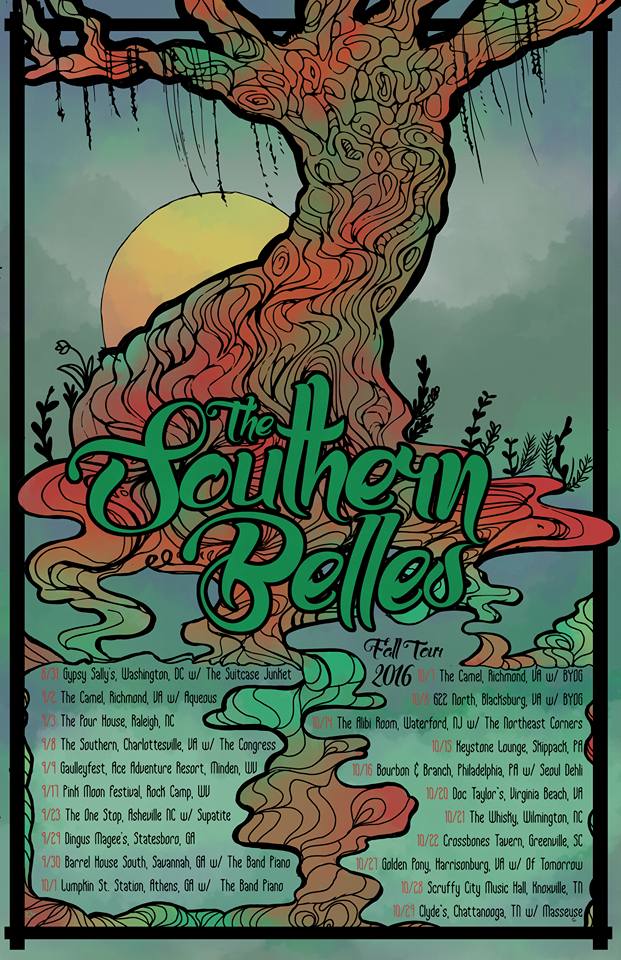 The
Southern
Belles
Fall Tour
2016
8/31 Gypsy Sally's, Washington, DC w/ The Suitcase Junket
9/2 The Camel, Richmond, VA w/ Aqueous
9/3 The Pour House, Raleigh, NC
9/8 The Southern, Charlottesville, VA w/ The Congress
9/9 Gaulleyfest, Ace Adventure Resort, Minden, WV
9/17 Pink Moon Festival, Rock Camp, WV
9/23 The One Stop, Asheville NC w/ Supatite
9/29 Dingus Magee's, Statesboro, GA
9/30 Barrel House South, Savannah, GA w/ The Band Piano
10/1 Lumpkin St. Station, Athens, GA w/ The Band Piano
10/7 The Camel, Richmond, VA w/ BYOG
10/8 622 North, Blacksburg, VA w/ BYOG
10/14 The Alibi Room, Waterford, NJ w/ The Northeast Corners
10/15 Keystone Lounge, Skippack, PA
10/16 Bourbon & Branch, Philadelphia, PA w/ Seoul Dehli
10/20 Doc Taylor's, Virginia Beach, VA
10/21 The Whisky, Wilmington, NC
10/22 Crossbones Tavern, Greenville, SC
10/27 Golden Pony, Harrisonburg, VA w/ Of Tomorrow
10/28 Scruffy City Music Hall, Knoxville, TN
10/29 Clyde's, Chattanooga, TN w/ Masseuse